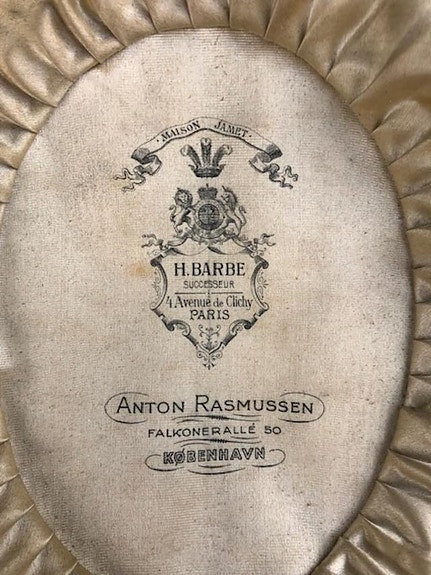 MAISON JAMET
H. BARBE
SUCCESSEUR
4 Avenue de Clichy
PARIS
ANTON RASMUSSEN
FALKONERALLÉ 50
KØBENHAVN